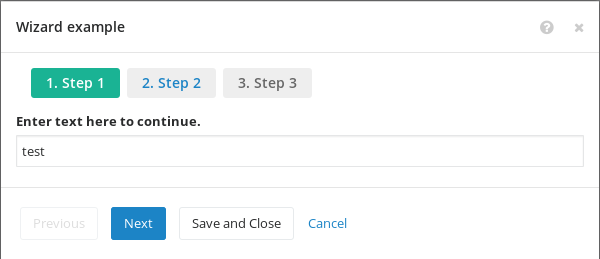 Wizard example
1. Step 1 2. Step 2 3. Step 3
Enter text here to continue.
test
Previous Next Save and Close Cancel